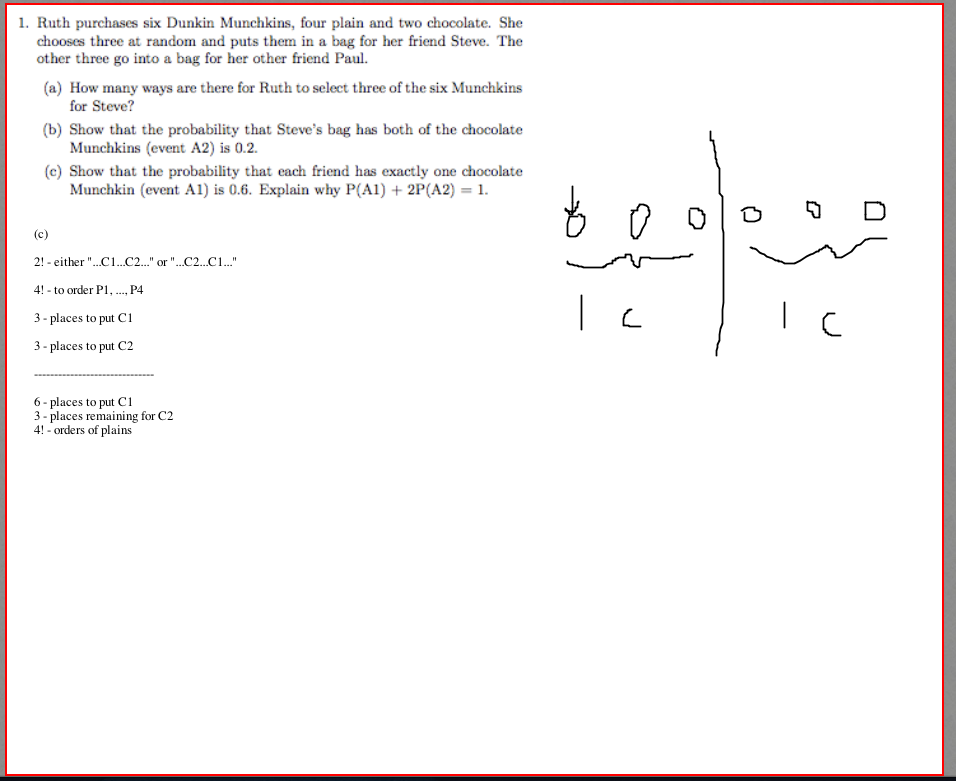 1. Ruth purchases six Dunkin Munchkins, four plain and two chocolate. She
chooses three at random and puts them in a bag for her friend Steve. The
other three go into a bag for her other friend Paul.
(a) How many ways are there for Ruth to select three of the six Munchkins
for Steve?
(b) Show that the probability that Steve's bag has both of the chocolate
Munchkins (event A2) is 0.2.
(c) Show that the probability that each friend has exactly one chocolate
Munchkin (event A1) is 0.6. Explain why P(A1) + 2P(A2) = 1.
(c)
2! - either "...C1...C2..." or "...C2...C1..."
4! - to order P1, ..., P4
3 - places to put C1
3 - places to put C2
------------------------------
6 - places to put C1
3 - places remaining for C2
4! - orders of plains
1 C
1 C